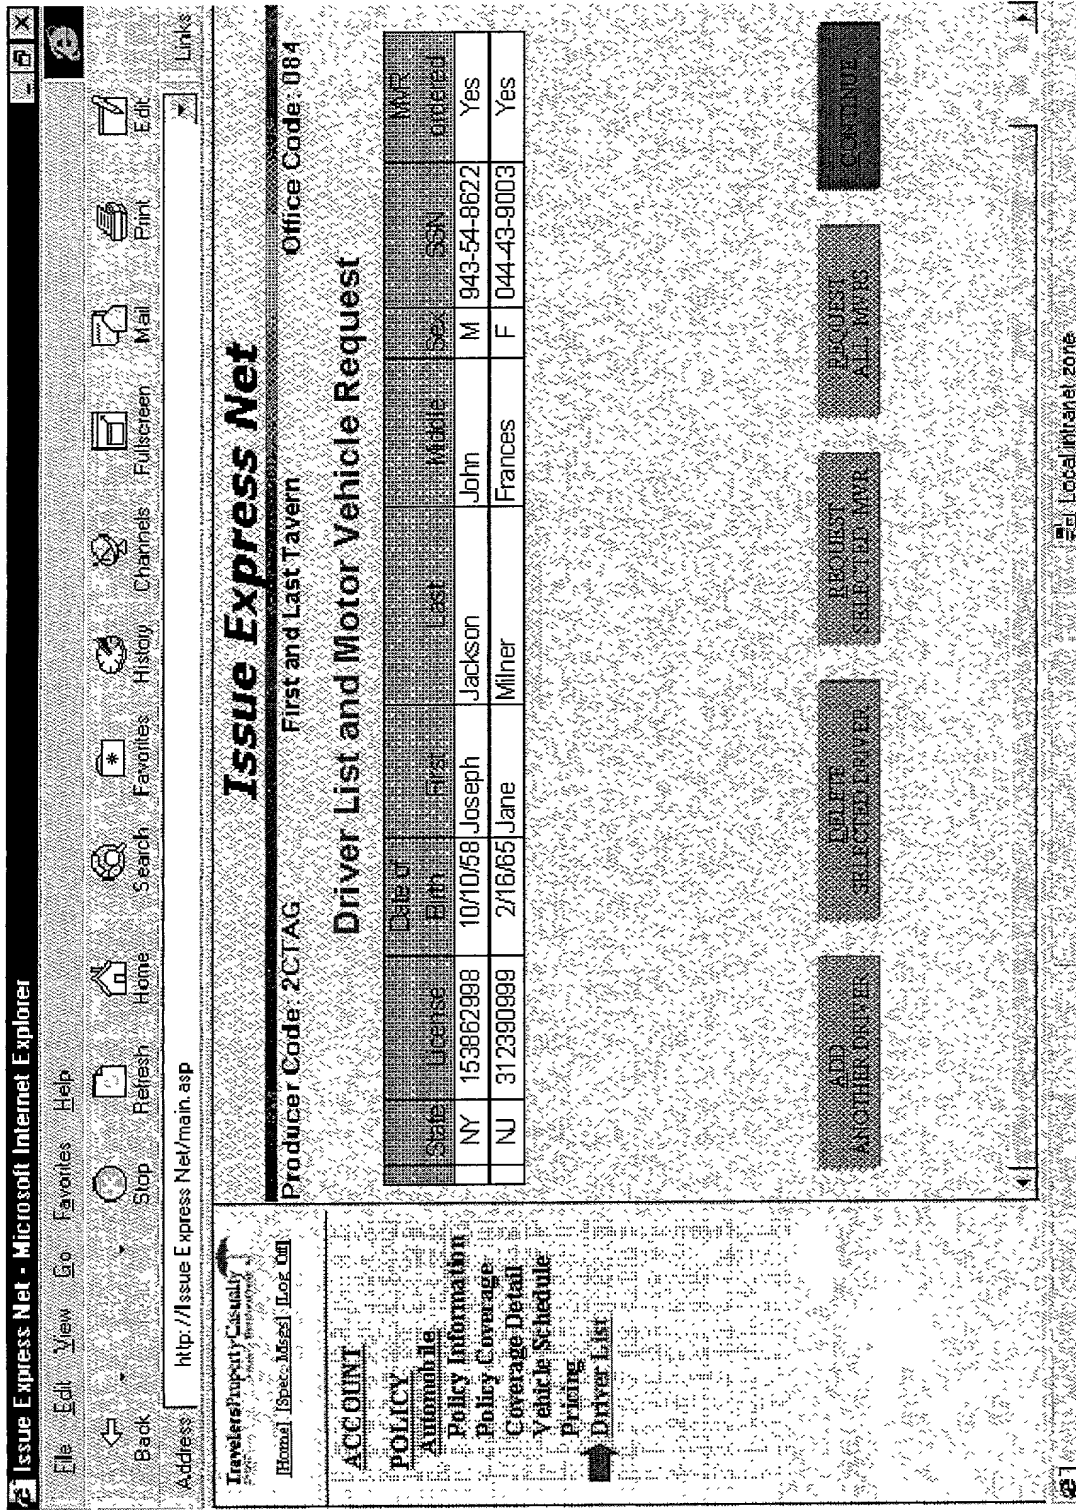 Issue Express Net - Microsoft Internet Explorer
File Edit View Go Favorites Help
Back Stop Refresh Home Search Favorites History Channels Fullscreen Mail Print Edit
Address http://Issue Express Net/main.asp Links
TravelersPropertyCasualty
Home Spec. Mssg Log Off
ACCOUNT
POLICY
Automobile
Policy Information
Policy Coverage
Coverage Detail
Vehicle Schedule
Pricing
Driver List
Issue Express Net
Producer Code: 2CTAG First and Last Tavern Office Code: 084
Driver List and Motor Vehicle Request
State License Date of Birth First Last Middle Sex SSN MVR ordered
NY 153862998 10/10/58 Joseph Jackson John M 943-54-8622 Yes
NJ 312390999 2/16/65 Jane Milner Frances F 044-43-9003 Yes
ADD ANOTHER DRIVER
DELETE SELECTED DRIVER
REQUEST SELECTED MVR
REQUEST ALL MVRS
CONTINUE
Local intranet zone